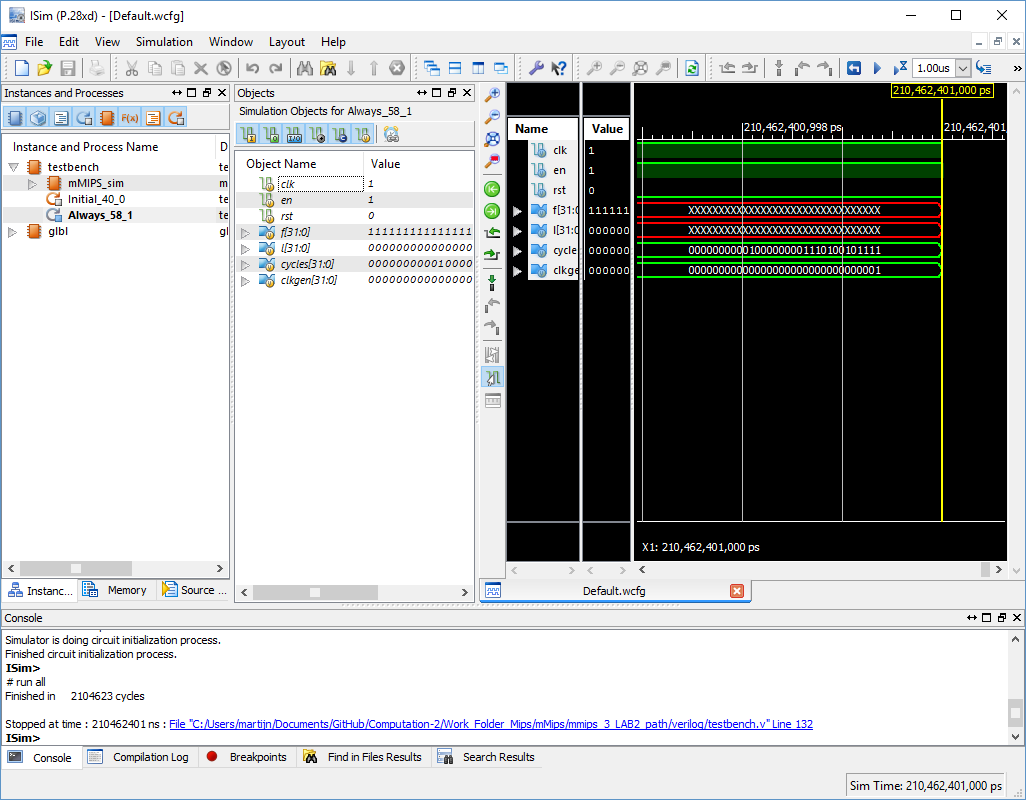 ISim (P.28xd) - [Default.wcfg]
File Edit View Simulation Window Layout Help
1.00us
Instances and Processes
Objects
Simulation Objects for Always_58_1
Instance and Process Name D
testbench te
mMIPS_sim m
Initial_40_0 te
Always_58_1 te
glbl gl
Object Name Value
clk 1
en 1
rst 0
f[31:0] 111111111111111
l[31:0] 000000000000000
cycles[31:0] 000000000010000
clkgen[31:0] 000000000000000
Name Value
clk 1
en 1
rst 0
f[31:0 111111
l[31:0 000000
cycle 000000
clkge 000000
210,462,401,000 ps
210,462,400,998 ps 210,462,401
XXXXXXXXXXXXXXXXXXXXXXXXXXXXXXXX
XXXXXXXXXXXXXXXXXXXXXXXXXXXXXXXX
00000000001000000001110100101111
00000000000000000000000000000001
X1: 210,462,401,000 ps
Instanc... Memory Source ...
Default.wcfg
Console
Simulator is doing circuit initialization process.
Finished circuit initialization process.
ISim>
# run all
Finished in 2104623 cycles
Stopped at time : 210462401 ns : File "C:/Users/martijn/Documents/GitHub/Computation-2/Work_Folder_Mips/mMips/mmips_3_LAB2_path/verilog/testbench.v" Line 132
ISim>
Console Compilation Log Breakpoints Find in Files Results Search Results
Sim Time: 210,462,401,000 ps